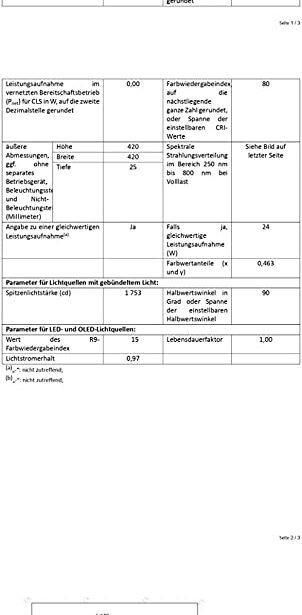 gerundet
Seite 1 / 3
Leistungsaufnahme im
vernetzten Bereitschaftsbetrieb
(Pnet) für CLS in W, auf die zweite
Dezimalstelle gerundet
0,00
Farbwiedergabeindex,
auf die
nächstliegende
ganze Zahl gerundet,
oder Spanne der
einstellbaren CRI-
Werte
80
äußere
Abmessungen,
ggf. ohne
separates
Betriebsgerät,
Beleuchtungsste
und Nicht-
Beleuchtungste
(Millimeter)
Höhe
420
Breite
420
Tiefe
25
Spektrale
Strahlungsverteilung
im Bereich 250 nm
bis 800 nm bei
Volllast
Siehe Bild auf
letzter Seite
Angabe zu einer gleichwertigen
Leistungsaufnahme(a)
Ja
Falls ja,
gleichwertige
Leistungsaufnahme
(W)
24
Farbwertanteile (x
und y)
0,463
Parameter für Lichtquellen mit gebündeltem Licht:
Spitzenlichtstärke (cd)
1 753
Halbwertswinkel in
Grad oder Spanne
der einstellbaren
Halbwertswinkel
90
Parameter für LED- und OLED-Lichtquellen:
Wert des R9-
Farbwiedergabeindex
15
Lebensdauerfaktor
1,00
Lichtstromerhalt
0,97
(a)„-“: nicht zutreffend;
(b)„-“: nicht zutreffend;
Seite 2 / 3